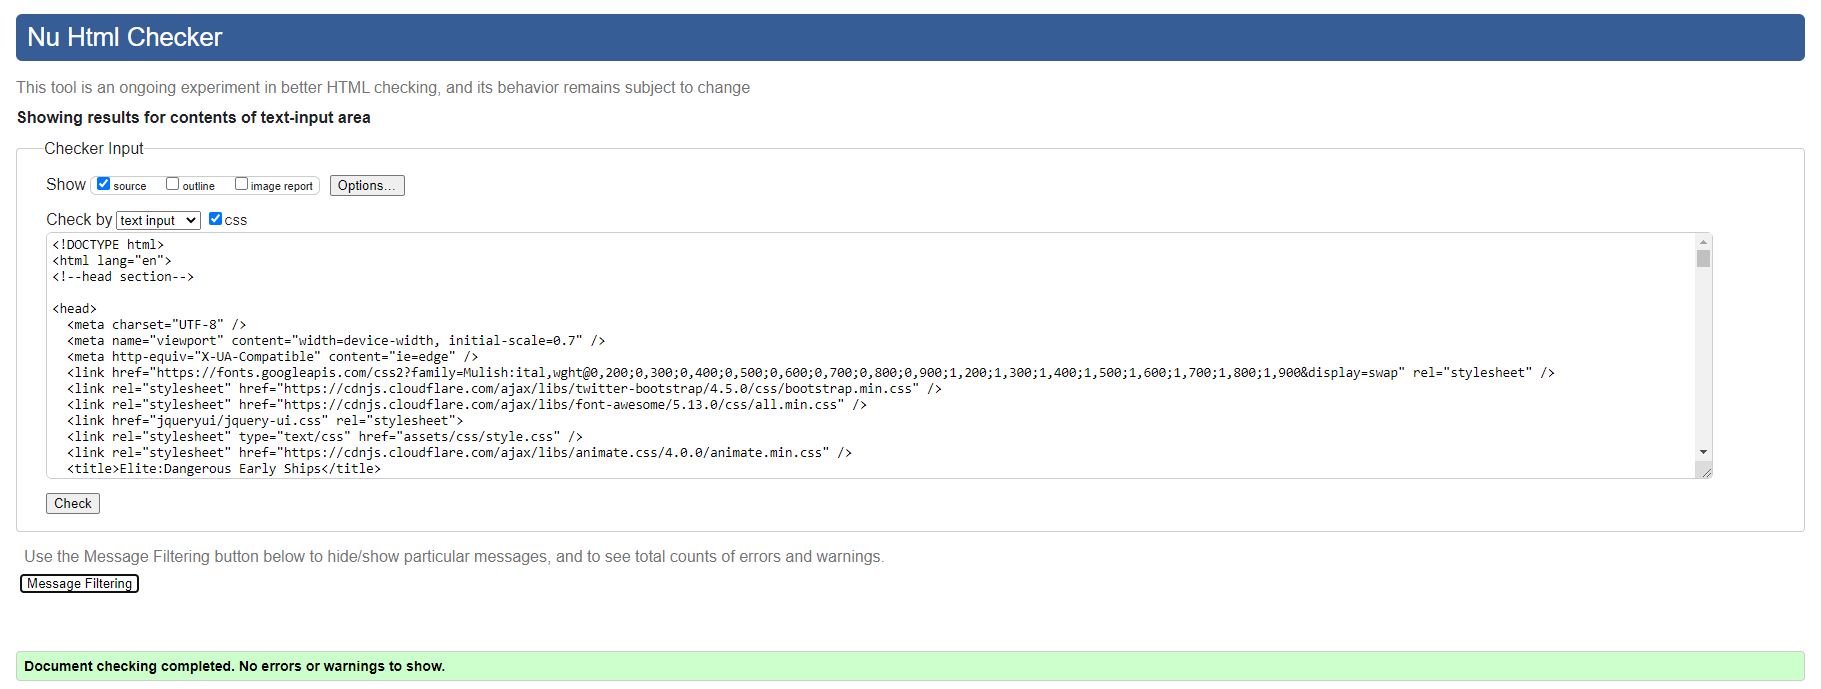 Nu Html Checker
This tool is an ongoing experiment in better HTML checking, and its behavior remains subject to change
Showing results for contents of text-input area
Checker Input
Show source outline image report Options...
Check by text input css
<!DOCTYPE html>
<html lang="en">
<!--head section-->
<head>
<meta charset="UTF-8" />
<meta name="viewport" content="width=device-width, initial-scale=0.7" />
<meta http-equiv="X-UA-Compatible" content="ie=edge" />
<link href="https://fonts.googleapis.com/css2?family=Mulish:ital,wght@0,200;0,300;0,400;0,500;0,600;0,700;0,800;0,900;1,200;1,300;1,400;1,500;1,600;1,700;1,800;1,900&display=swap" rel="stylesheet" />
<link rel="stylesheet" href="https://cdnjs.cloudflare.com/ajax/libs/twitter-bootstrap/4.5.0/css/bootstrap.min.css" />
<link rel="stylesheet" href="https://cdnjs.cloudflare.com/ajax/libs/font-awesome/5.13.0/css/all.min.css" />
<link href="jqueryui/jquery-ui.css" rel="stylesheet">
<link rel="stylesheet" type="text/css" href="assets/css/style.css" />
<link rel="stylesheet" href="https://cdnjs.cloudflare.com/ajax/libs/animate.css/4.0.0/animate.min.css" />
<title>Elite:Dangerous Early Ships</title>
Check
Use the Message Filtering button below to hide/show particular messages, and to see total counts of errors and warnings.
Message Filtering
Document checking completed. No errors or warnings to show.